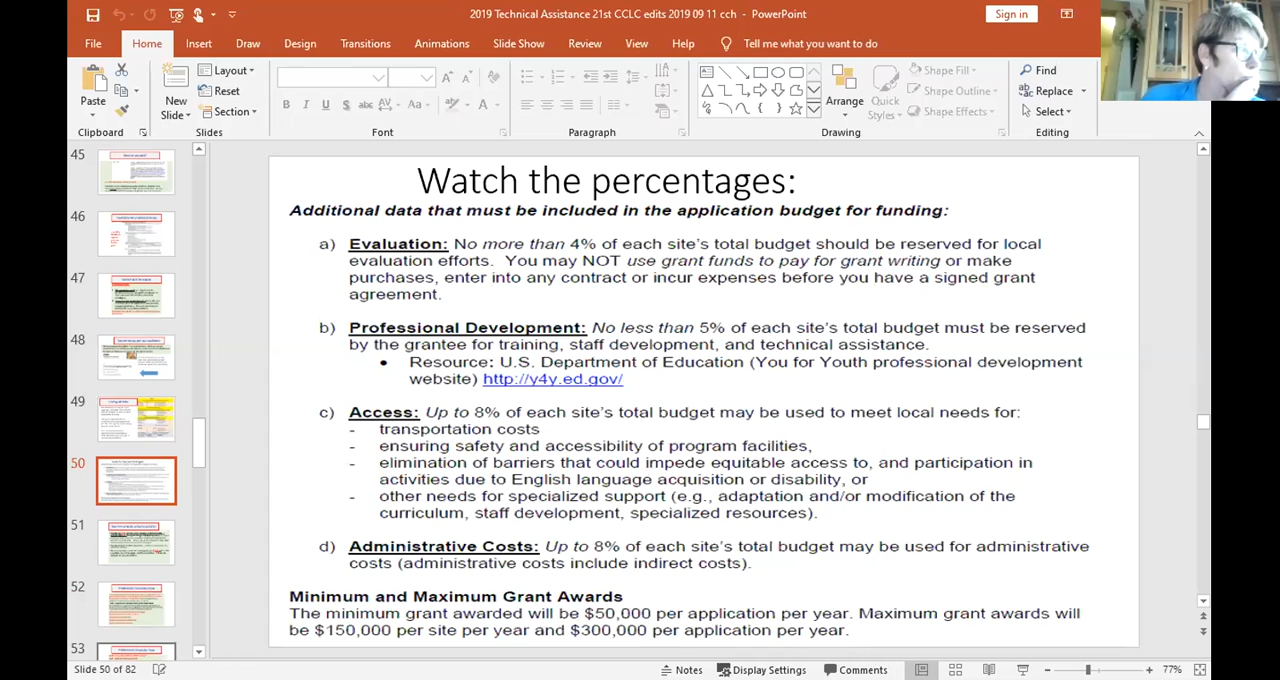 2019 Technical Assistance 21st CCLC edits 2019 09 11 cch - PowerPoint
Sign in
File Home Insert Draw Design Transitions Animations Slide Show Review View Help Tell me what you want to do
Paste
New Slide
Layout
Reset
Section
B I U S abc AV Aa A
Arrange
Quick Styles
Shape Fill
Shape Outline
Shape Effects
Find
Replace
Select
Clipboard Slides Font Paragraph Drawing Editing
45
46
47
48
49
50
51
52
53
Watch the percentages:
Additional data that must be included in the application budget for funding:
a) Evaluation: No more than 4% of each site's total budget must be reserved for local
evaluation efforts. You may NOT use grant funds to pay for grant writing or make
purchases, enter into a contract or incur expenses before you have a signed grant
agreement.
b) Professional Development: No less than 5% of each site's total budget must be reserved
by the grantee for training, staff development, and technical assistance.
Resource: U.S. Department of Education (You for Youth professional development
website) http://y4y.ed.gov/
c) Access: Up to % of each site's total budget may be used to meet local needs for:
- transportation costs,
- ensuring safety and accessibility of program facilities,
- elimination of barriers that could impede equitable access to, and participation in
services due to English language acquisition or disability, or
- other needs for specialized support (e.g., adaptation and/or modification of the
curriculum, staff development, specialized resources).
d) Administrative Costs: % of each site's total budget may be used for administrative
costs (administrative costs include indirect costs).
Minimum and Maximum Grant Awards
The minimum grant awarded will be $50,000 per application per year. Maximum grant awards will
be $150,000 per site per year and $300,000 per application per year.
Slide 50 of 82
Notes Display Settings Comments 77%